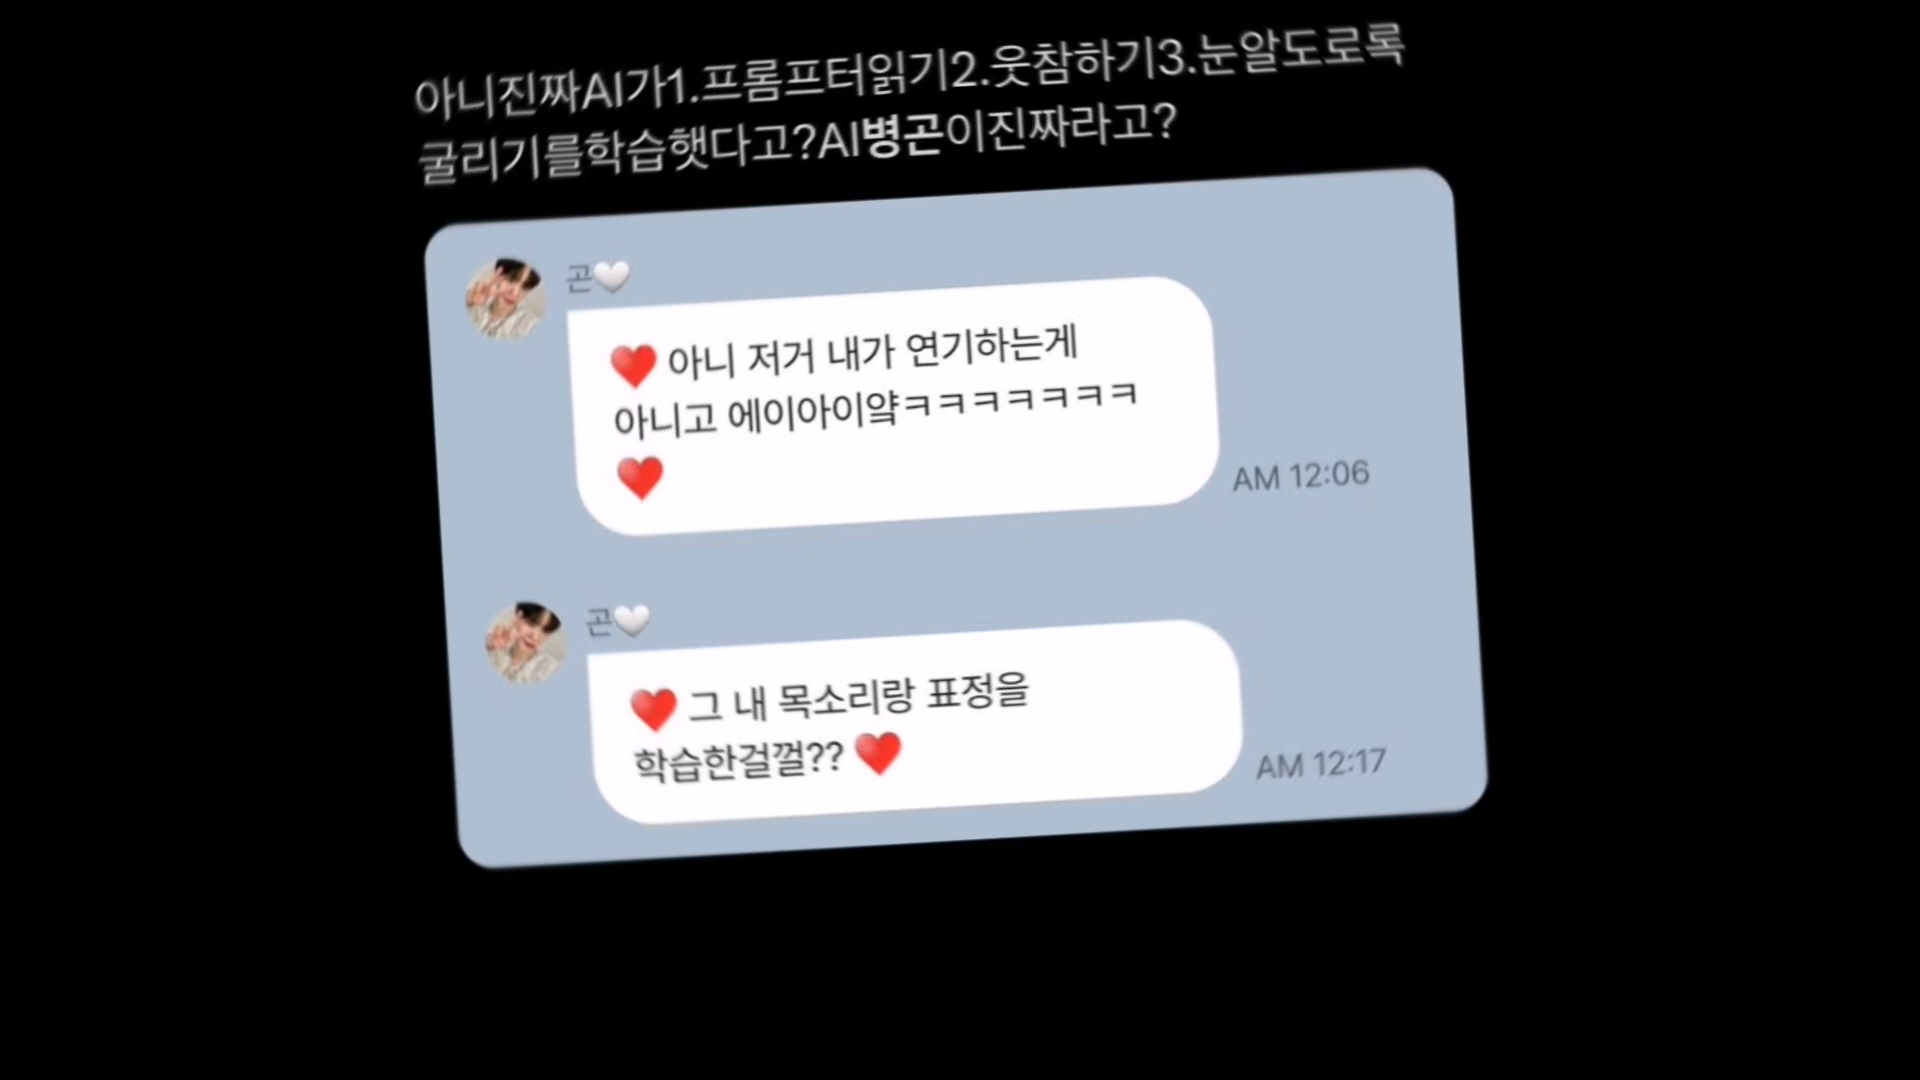 아니진짜AI가1.프롬프터읽기2.웃참하기3.눈알도로록
굴리기를학습햇다고?AI병곤이진짜라고?
곤🤍
♥️ 아니 저거 내가 연기하는게
아니고 에이아이얔ㅋㅋㅋㅋㅋㅋㅋ
♥️
AM 12:06
곤🤍
♥️ 그 내 목소리랑 표정을
학습한걸껄?? ♥️
AM 12:17